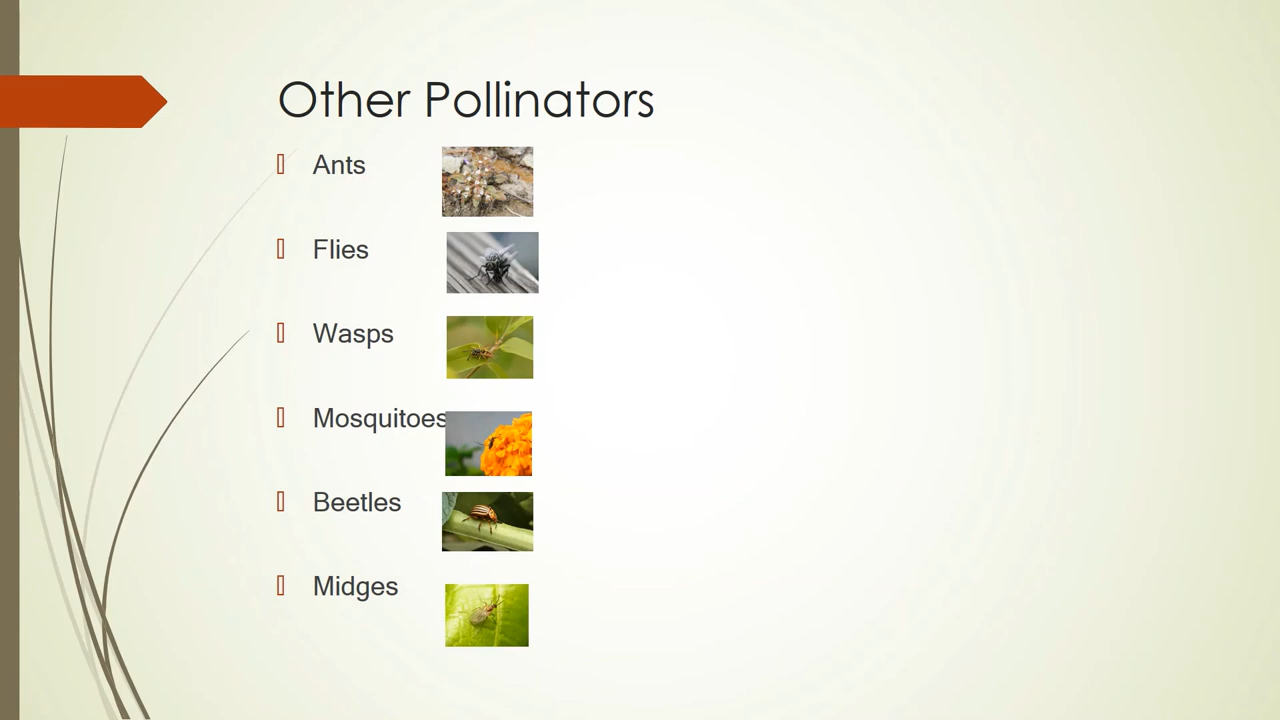 Other Pollinators
Ants
Flies
Wasps
Mosquitoes
Beetles
Midges